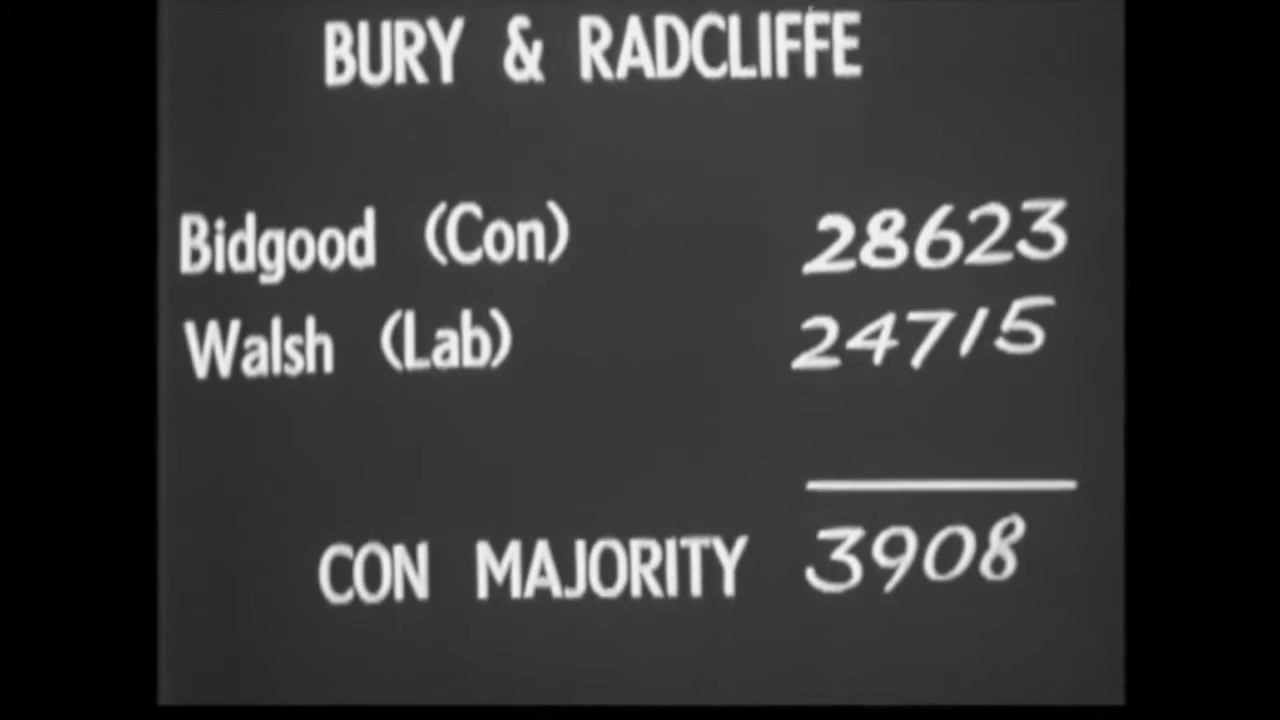 BURY & RADCLIFFE
Bidgood (Con) 28623
Walsh (Lab) 24715
CON MAJORITY 3908